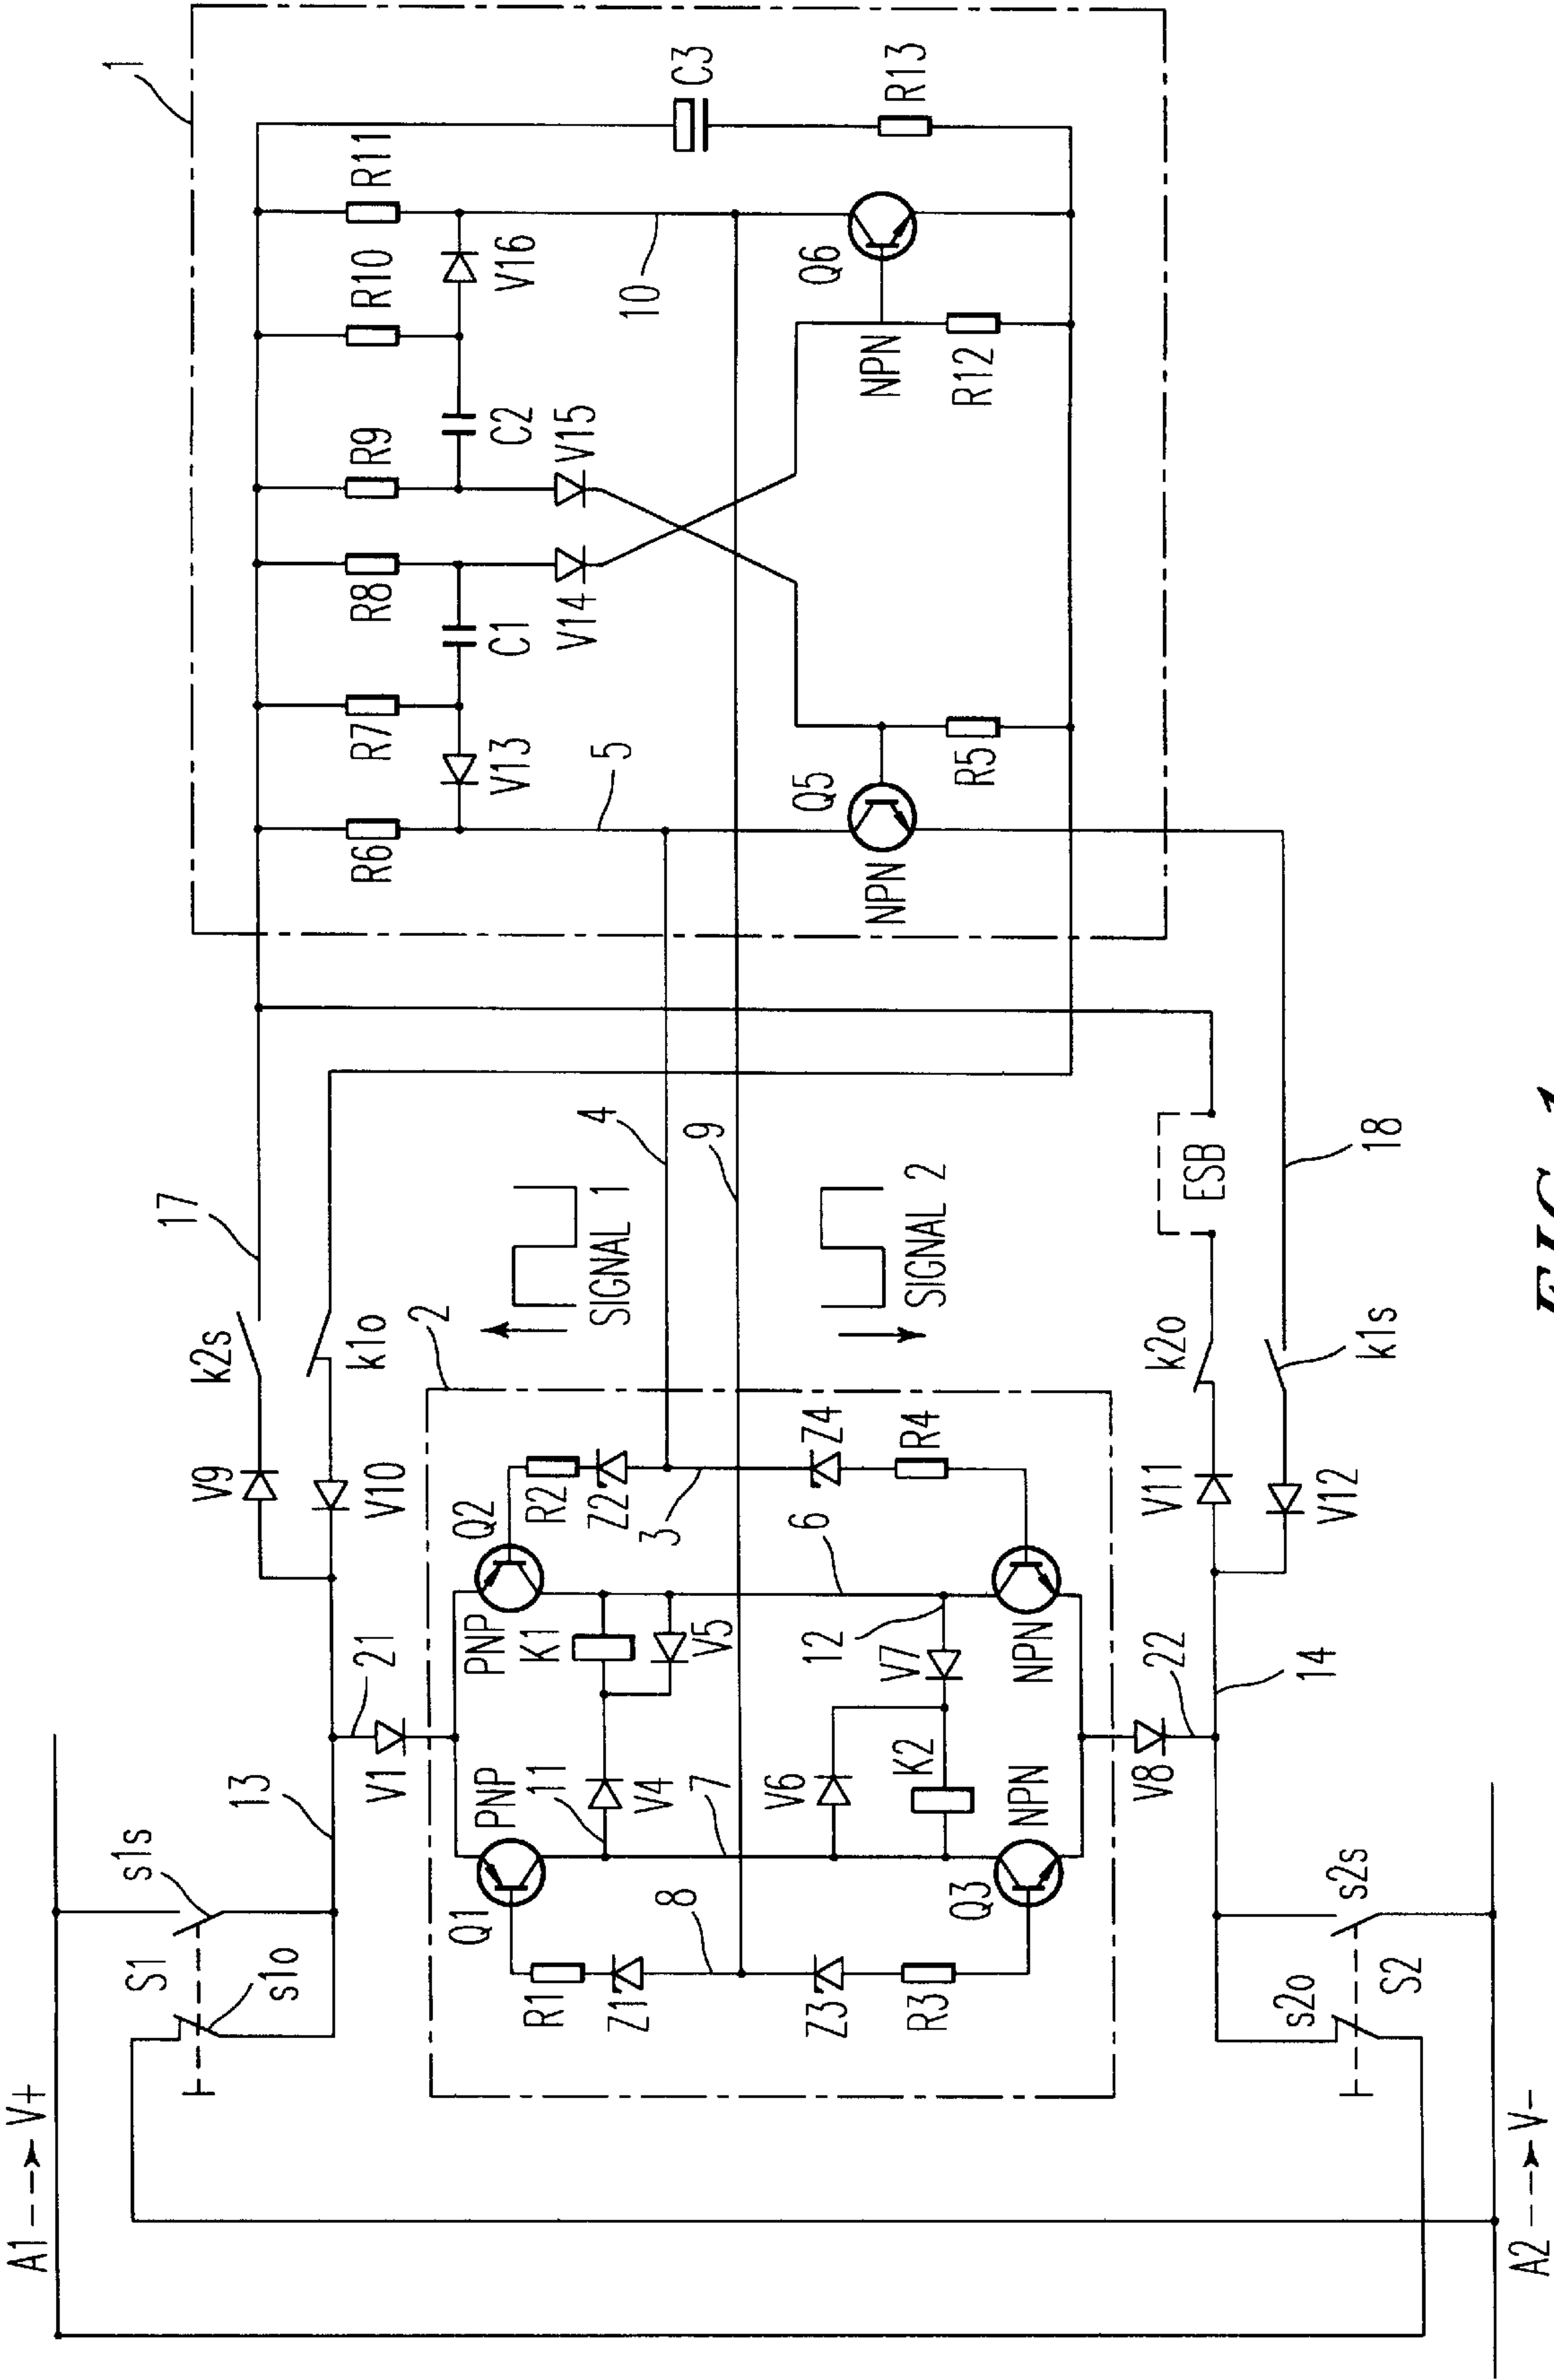 A1 --→ V+
S1
s1s
s1o
13
21
V1
V9
V10
k2s
k1o
17
1
2
Q1
PNP
Q2
PNP
R1
Z1
8
11
V4
K1
V5
R2
Z2
3
4
9
SIGNAL 1
SIGNAL 2
7
V6
K2
V7
12
6
Z3
R3
Q3
NPN
NPN
Z4
R4
V8
22
14
V11
V12
k2o
k1s
ESB
18
s2o
s2s
S2
A2 --→ V-
R6
R7
R8
R9
R10
R11
V13
C1
C2
V16
V14
V15
5
10
C3
R13
Q5
NPN
R5
Q6
NPN
R12